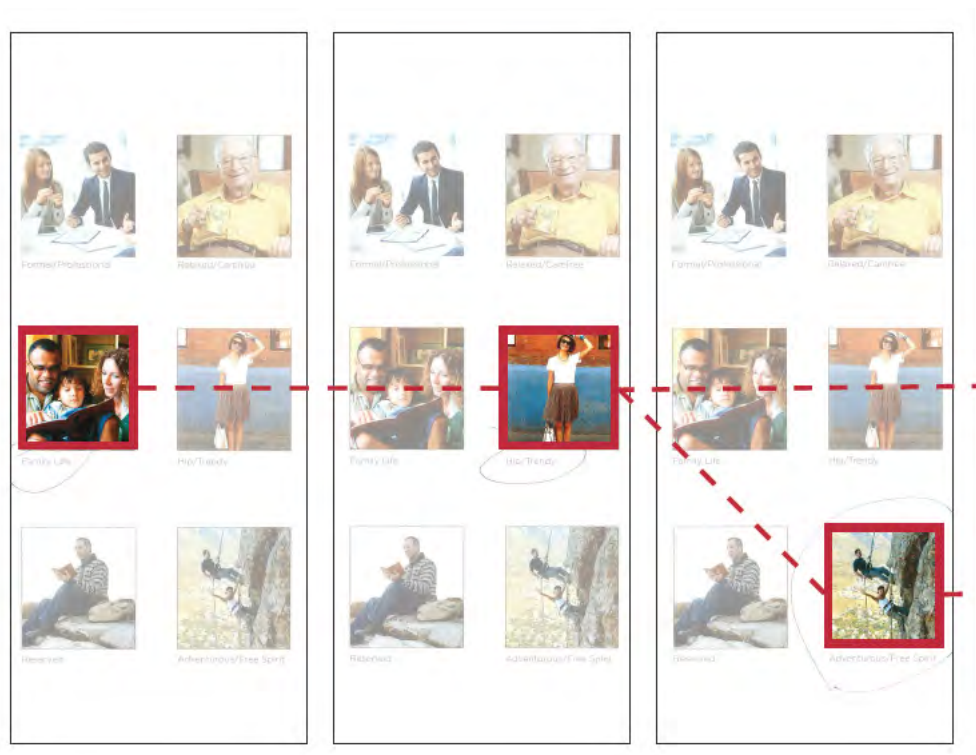 Formal/Professional
Relaxed/Carefree
Family Life
Hip/Trendy
Reserved
Adventurous/Free Spirit
Formal/Professional
Relaxed/Carefree
Family Life
Hip/Trendy
Reserved
Adventurous/Free Spirit
Formal/Professional
Relaxed/Carefree
Family Life
Hip/Trendy
Reserved
Adventurous/Free Spirit